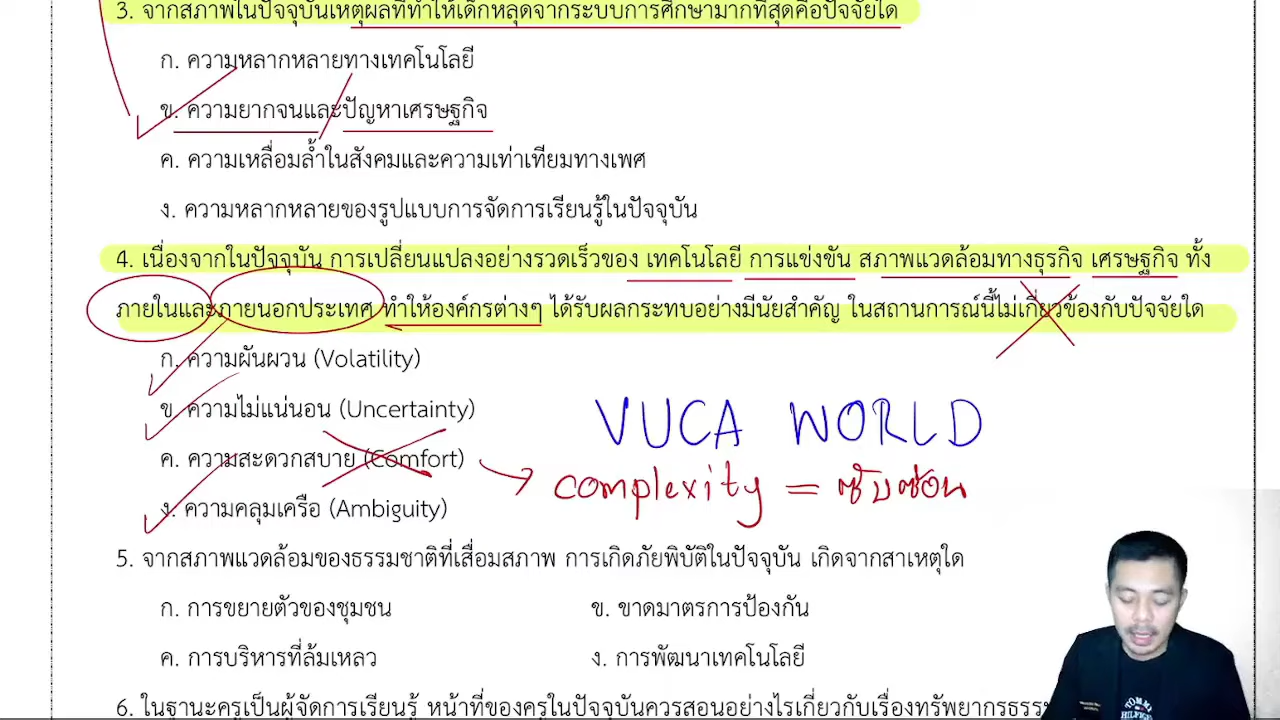 3. จากสภาพในปัจจุบันเหตุผลที่ทำให้เด็กหลุดจากระบบการศึกษามากที่สุดคือปัจจัยใด
ก. ความหลากหลายทางเทคโนโลยี
ข. ความยากจนและปัญหาเศรษฐกิจ
ค. ความเหลื่อมล้ำในสังคมและความเท่าเทียมทางเพศ
ง. ความหลากหลายของรูปแบบการจัดการเรียนรู้ในปัจจุบัน
4. เนื่องจากในปัจจุบัน การเปลี่ยนแปลงอย่างรวดเร็วของ เทคโนโลยี การแข่งขัน สภาพแวดล้อมทางธุรกิจ เศรษฐกิจ ทั้ง
ภายในและภายนอกประเทศ ทำให้องค์กรต่างๆ ได้รับผลกระทบอย่างมีนัยสำคัญ ในสถานการณ์นี้ไม่เกี่ยวข้องกับปัจจัยใด
ก. ความผันผวน (Volatility)
ข. ความไม่แน่นอน (Uncertainty)
VUCA WORLD
ค. ความสะดวกสบาย (Comfort)
complexity = ซับซ้อน
ง. ความคลุมเครือ (Ambiguity)
5. จากสภาพแวดล้อมของธรรมชาติที่เสื่อมสภาพ การเกิดภัยพิบัติในปัจจุบัน เกิดจากสาเหตุใด
ก. การขยายตัวของชุมชน ข. ขาดมาตรการป้องกัน
ค. การบริหารที่ล้มเหลว ง. การพัฒนาเทคโนโลยี
6. ในฐานะครูเป็นผู้จัดการเรียนรู้ หน้าที่ของครูในปัจจุบันควรสอนอย่างไรเกี่ยวกับเรื่องทรัพยากรธรร